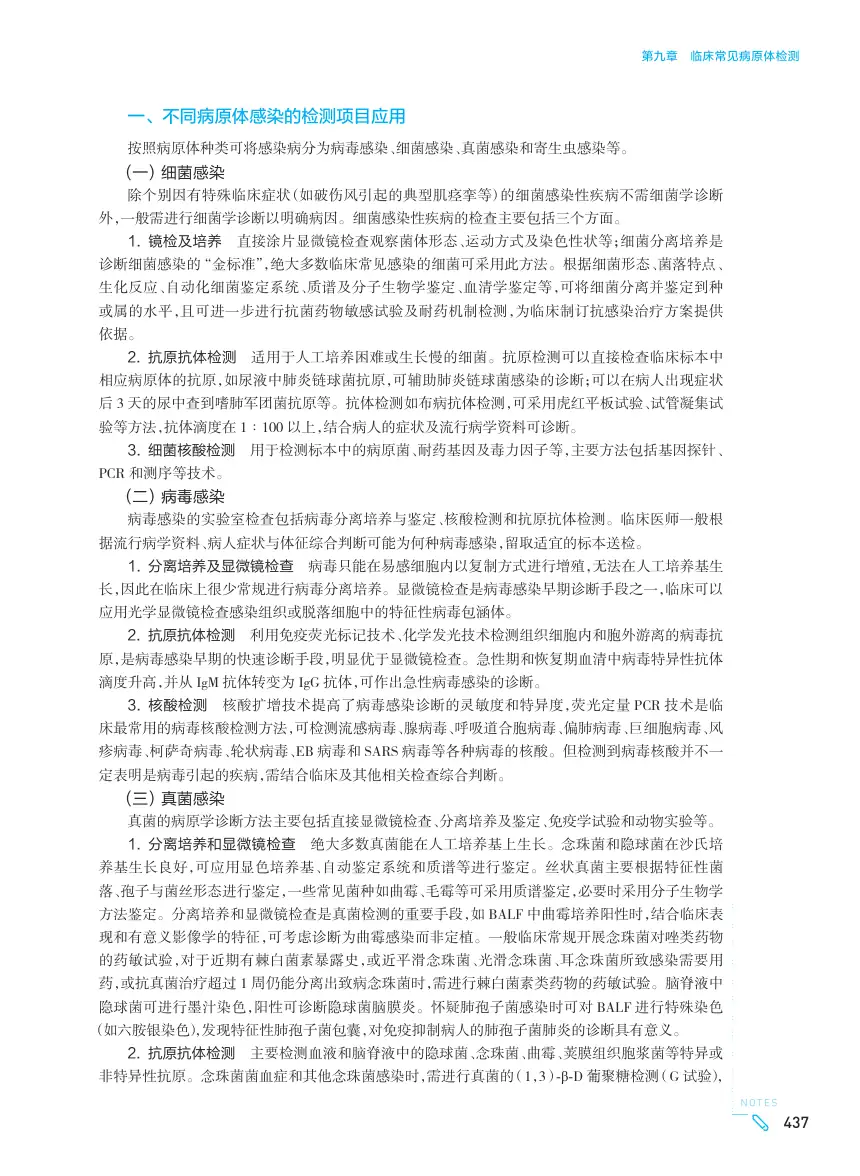 第九章 临床常见病原体检测
一、不同病原体感染的检测项目应用
按照病原体种类可将感染病分为病毒感染、细菌感染、真菌感染和寄生虫感染等。
（一）细菌感染
除个别因有特殊临床症状（如破伤风引起的典型肌痉挛等）的细菌感染性疾病不需细菌学诊断
外，一般需进行细菌学诊断以明确病因。细菌感染性疾病的检查主要包括三个方面。
1. 镜检及培养 直接涂片显微镜检查观察菌体形态、运动方式及染色性状等；细菌分离培养是
诊断细菌感染的“金标准”，绝大多数临床常见感染的细菌可采用此方法。根据细菌形态、菌落特点、
生化反应、自动化细菌鉴定系统、质谱及分子生物学鉴定、血清学鉴定等，可将细菌分离并鉴定到种
或属的水平，且可进一步进行抗菌药物敏感试验及耐药机制检测，为临床制订抗感染治疗方案提供
依据。
2. 抗原抗体检测 适用于人工培养困难或生长慢的细菌。抗原检测可以直接检查临床标本中
相应病原体的抗原，如尿液中肺炎链球菌抗原，可辅助肺炎链球菌感染的诊断；可以在病人出现症状
后 3 天的尿中查到嗜肺军团菌抗原等。抗体检测如布病抗体检测，可采用虎红平板试验、试管凝集试
验等方法，抗体滴度在 1∶100 以上，结合病人的症状及流行病学资料可诊断。
3. 细菌核酸检测 用于检测标本中的病原菌、耐药基因及毒力因子等，主要方法包括基因探针、
PCR 和测序等技术。
（二）病毒感染
病毒感染的实验室检查包括病毒分离培养与鉴定、核酸检测和抗原抗体检测。临床医师一般根
据流行病学资料、病人症状与体征综合判断可能为何种病毒感染，留取适宜的标本送检。
1. 分离培养及显微镜检查 病毒只能在易感细胞内以复制方式进行增殖，无法在人工培养基生
长，因此在临床上很少常规进行病毒分离培养。显微镜检查是病毒感染早期诊断手段之一，临床可以
应用光学显微镜检查感染组织或脱落细胞中的特征性病毒包涵体。
2. 抗原抗体检测 利用免疫荧光标记技术、化学发光技术检测组织细胞内和胞外游离的病毒抗
原，是病毒感染早期的快速诊断手段，明显优于显微镜检查。急性期和恢复期血清中病毒特异性抗体
滴度升高，并从 IgM 抗体转变为 IgG 抗体，可作出急性病毒感染的诊断。
3. 核酸检测 核酸扩增技术提高了病毒感染诊断的灵敏度和特异度，荧光定量 PCR 技术是临
床最常用的病毒核酸检测方法，可检测流感病毒、腺病毒、呼吸道合胞病毒、偏肺病毒、巨细胞病毒、风
疹病毒、柯萨奇病毒、轮状病毒、EB 病毒和 SARS 病毒等各种病毒的核酸。但检测到病毒核酸并不一
定表明是病毒引起的疾病，需结合临床及其他相关检查综合判断。
（三）真菌感染
真菌的病原学诊断方法主要包括直接显微镜检查、分离培养及鉴定、免疫学试验和动物实验等。
1. 分离培养和显微镜检查 绝大多数真菌能在人工培养基上生长。念珠菌和隐球菌在沙氏培
养基生长良好，可应用显色培养基、自动鉴定系统和质谱等进行鉴定。丝状真菌主要根据特征性菌
落、孢子与菌丝形态进行鉴定，一些常见菌种如曲霉、毛霉等可采用质谱鉴定，必要时采用分子生物学
方法鉴定。分离培养和显微镜检查是真菌检测的重要手段，如 BALF 中曲霉培养阳性时，结合临床表
现和有意义影像学的特征，可考虑诊断为曲霉感染而非定植。一般临床常规开展念珠菌对唑类药物
的药敏试验，对于近期有棘白菌素暴露史，或近平滑念珠菌、光滑念珠菌、耳念珠菌所致感染需要用
药，或抗真菌治疗超过 1 周仍能分离出致病念珠菌时，需进行棘白菌素类药物的药敏试验。脑脊液中
隐球菌可进行墨汁染色，阳性可诊断隐球菌脑膜炎。怀疑肺孢子菌感染时可对 BALF 进行特殊染色
（如六胺银染色），发现特征性肺孢子菌包囊，对免疫抑制病人的肺孢子菌肺炎的诊断具有意义。
2. 抗原抗体检测 主要检测血液和脑脊液中的隐球菌、念珠菌、曲霉、荚膜组织胞浆菌等特异或
非特异性抗原。念珠菌菌血症和其他念珠菌感染时，需进行真菌的（1,3）-β-D 葡聚糖检测（G 试验），
NOTES
437